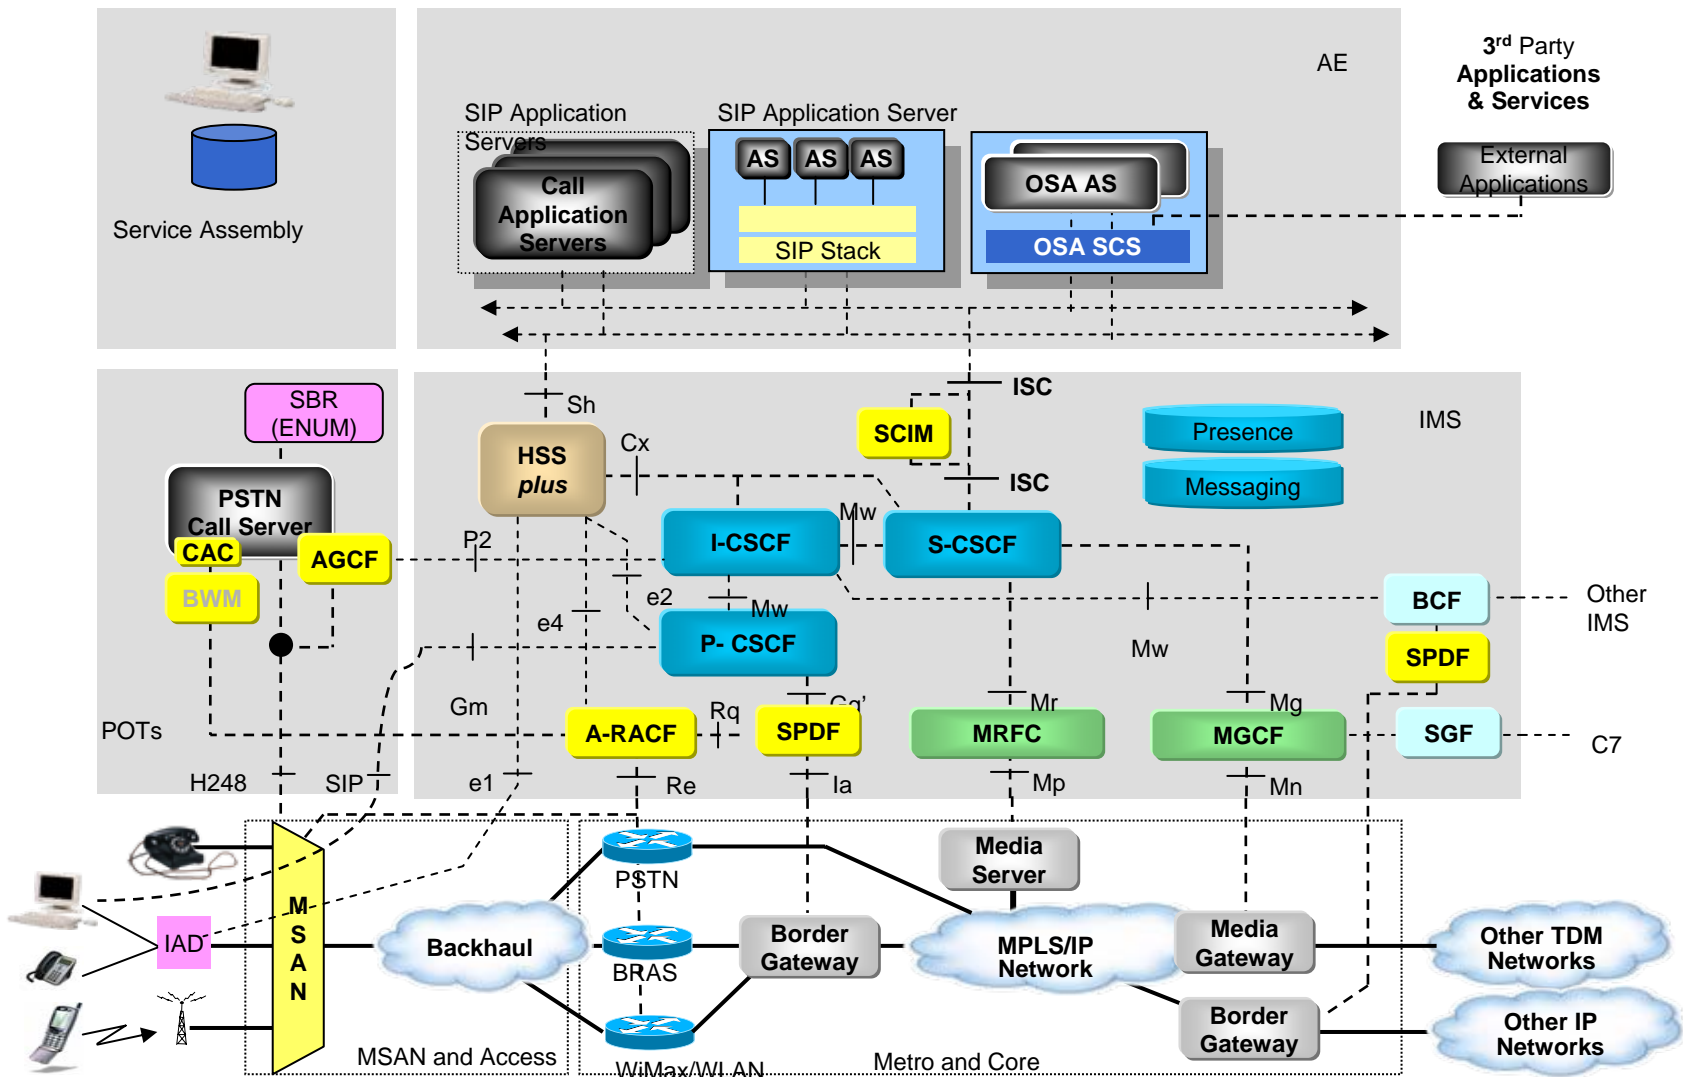 AE
3rd Party
Applications
& Services
SIP Application
Servers
SIP Application Server
AS
AS
AS
Call
Application
Servers
SIP Stack
OSA AS
OSA SCS
External
Applications
Service Assembly
SBR
(ENUM)
Sh
ISC
IMS
HSS
plus
Cx
SCIM
Presence
ISC
Messaging
PSTN
Call Server
CAC
AGCF
BWM
P2
I-CSCF
Mw
S-CSCF
e2
Mw
e4
P- CSCF
Mw
BCF
Other
IMS
SPDF
Gm
Rq
Gq'
Mr
Mg
POTs
A-RACF
SPDF
MRFC
MGCF
SGF
C7
H248
SIP
e1
Re
Ia
Mp
Mn
MSAN
IAD
PSTN
Media
Server
Backhaul
BRAS
Border
Gateway
MPLS/IP
Network
Media
Gateway
Other TDM
Networks
Border
Gateway
Other IP
Networks
MSAN and Access
WiMax/WLAN
Metro and Core